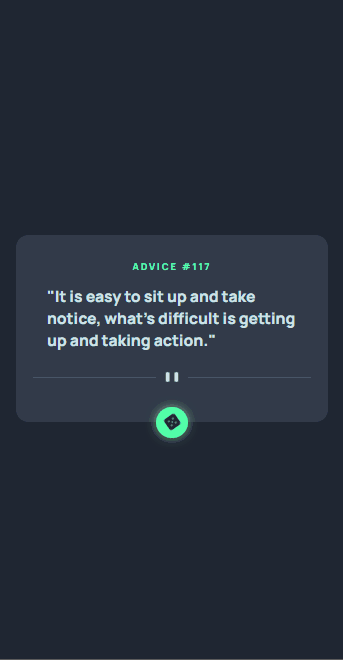 ADVICE #117
"It is easy to sit up and take
notice, what's difficult is getting
up and taking action."